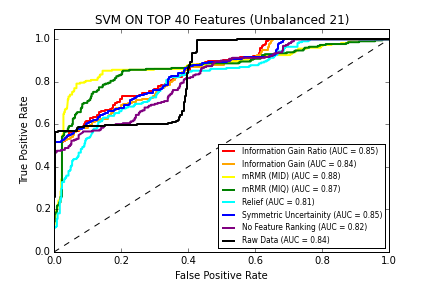 SVM ON TOP 40 Features (Unbalanced 21)
1.0
0.8
0.6
0.4
0.2
0.0
True Positive Rate
Information Gain Ratio (AUC = 0.85)
Information Gain (AUC = 0.84)
mRMR (MID) (AUC = 0.88)
mRMR (MIQ) (AUC = 0.87)
Relief (AUC = 0.81)
Symmetric Uncertainity (AUC = 0.85)
No Feature Ranking (AUC = 0.82)
Raw Data (AUC = 0.84)
0.0 0.2 0.4 0.6 0.8 1.0
False Positive Rate